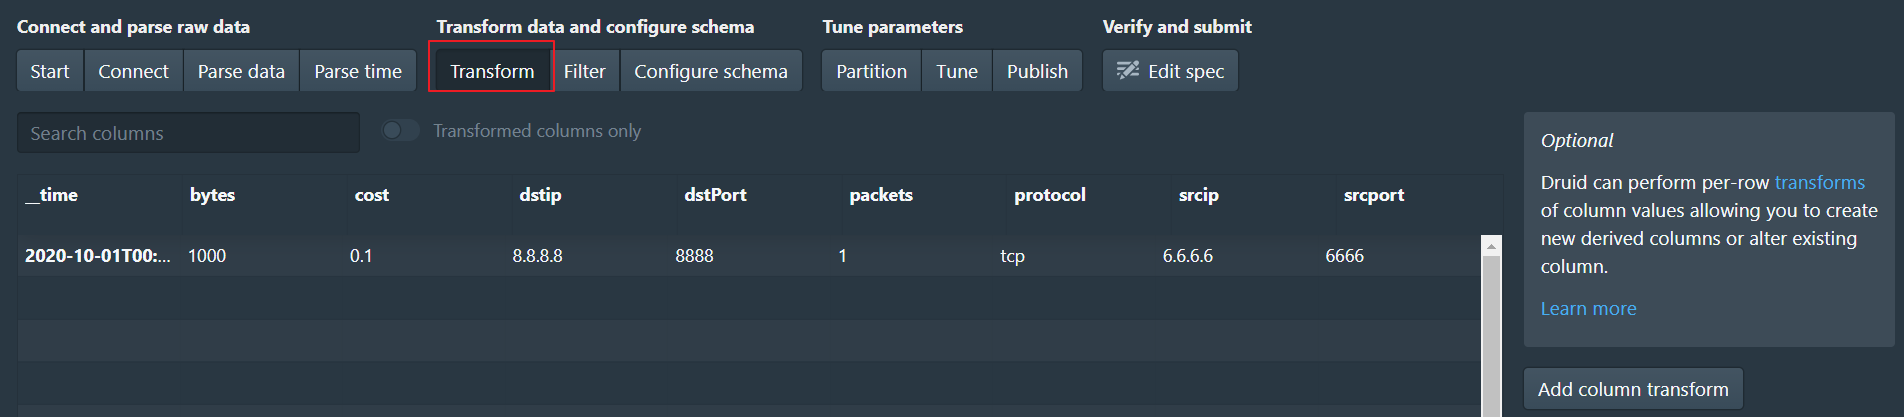 Connect and parse raw data Transform data and configure schema Tune parameters Verify and submit
Start Connect Parse data Parse time Transform Filter Configure schema Partition Tune Publish Edit spec
Search columns Transformed columns only
Optional
Druid can perform per-row transforms
of column values allowing you to create
new derived columns or alter existing
column.
Learn more
Add column transform
__time bytes cost dstip dstPort packets protocol srcip srcport
2020-10-01T00:... 1000 0.1 8.8.8.8 8888 1 tcp 6.6.6.6 6666